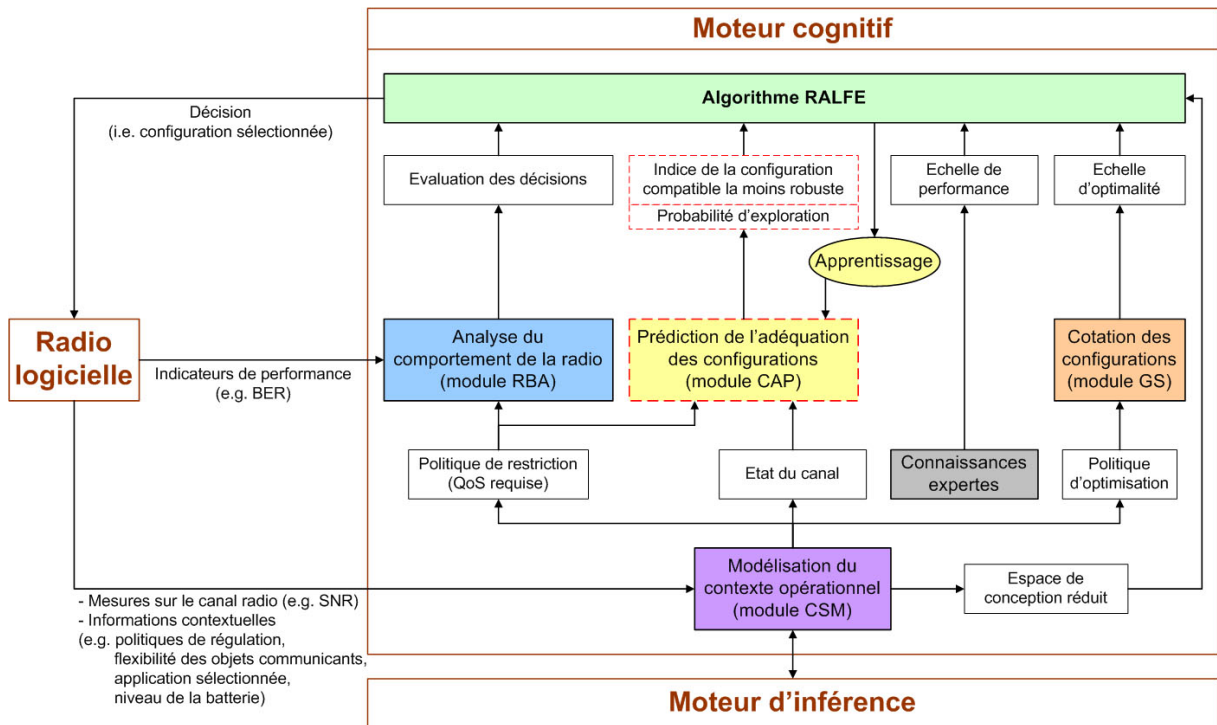 Moteur cognitif
Algorithme RALFE
Décision
(i.e. configuration sélectionnée)
Evaluation des décisions
Indice de la configuration
compatible la moins robuste
Probabilité d'exploration
Echelle de
performance
Echelle
d'optimalité
Apprentissage
Radio
logicielle
Indicateurs de performance
(e.g. BER)
Analyse du
comportement de la radio
(module RBA)
Prédiction de l'adéquation
des configurations
(module CAP)
Cotation des
configurations
(module GS)
Politique de restriction
(QoS requise)
Etat du canal
Connaissances
expertes
Politique
d'optimisation
Modélisation du
contexte opérationnel
(module CSM)
Espace de
conception réduit
- Mesures sur le canal radio (e.g. SNR)
- Informations contextuelles
(e.g. politiques de régulation,
flexibilité des objets communicants,
application sélectionnée,
niveau de la batterie)
Moteur d'inférence